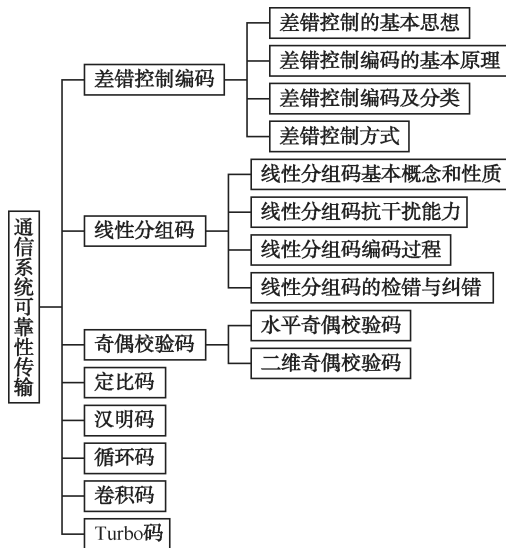 通信系统可靠性传输
差错控制编码
差错控制的基本思想
差错控制编码的基本原理
差错控制编码及分类
差错控制方式
线性分组码
线性分组码基本概念和性质
线性分组码抗干扰能力
线性分组码编码过程
线性分组码的检错与纠错
奇偶校验码
水平奇偶校验码
二维奇偶校验码
定比码
汉明码
循环码
卷积码
Turbo码